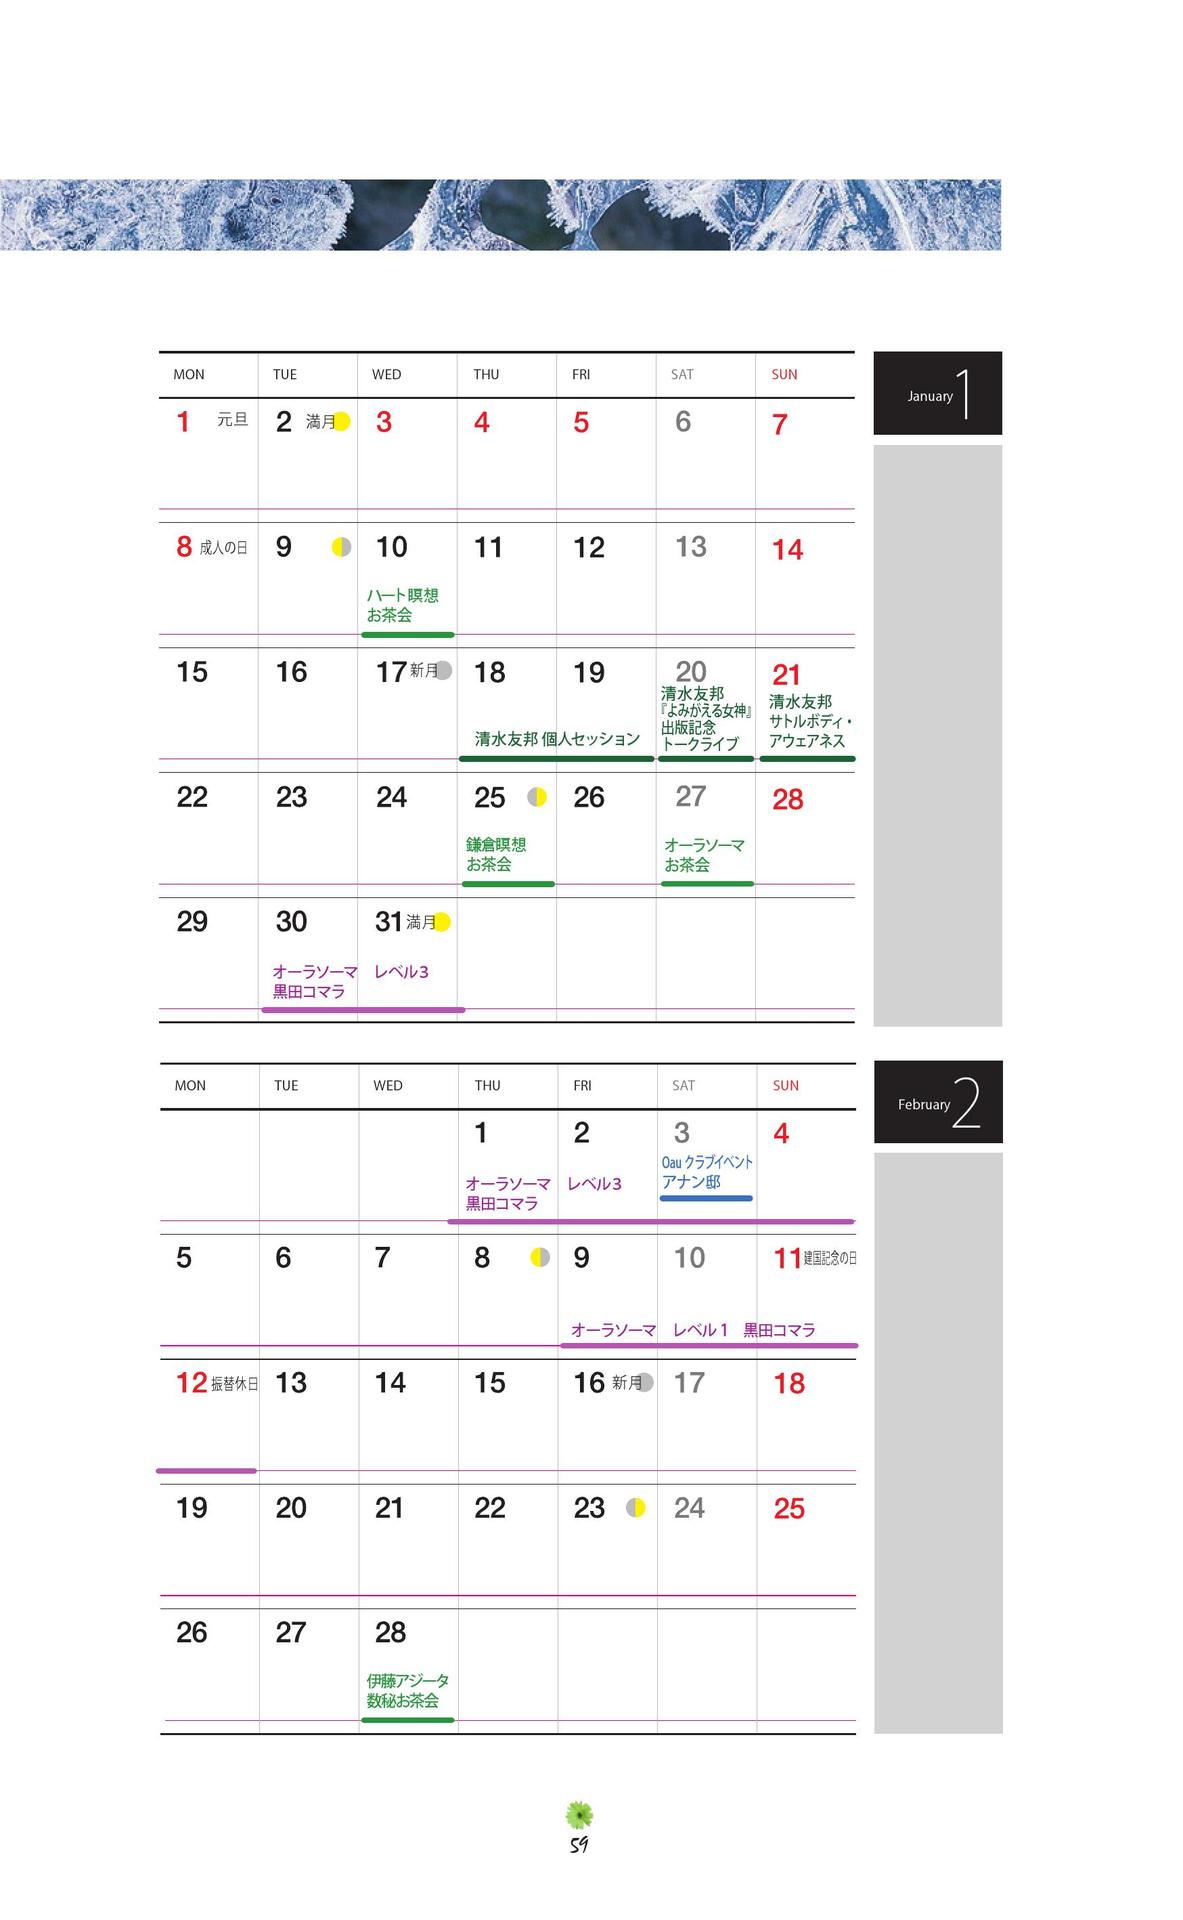 January 1
MON TUE WED THU FRI SAT SUN
1 元旦 2 満月 3 4 5 6 7
8 成人の日 9 10 11 12 13 14
ハート瞑想
お茶会
15 16 17 新月 18 19 20 21
清水友邦 個人セッション
清水友邦
『よみがえる女神』
出版記念
トークライブ
清水友邦
サトルボディ・
アウェアネス
22 23 24 25 26 27 28
鎌倉瞑想
お茶会
オーラソーマ
お茶会
29 30 31 満月
オーラソーマ レベル3
黒田コマラ
February 2
MON TUE WED THU FRI SAT SUN
1 2 3 4
オーラソーマ レベル3
黒田コマラ
Oau クラブイベント
アナン邸
5 6 7 8 9 10 11 建国記念の日
オーラソーマ レベル1 黒田コマラ
12 振替休日 13 14 15 16 新月 17 18
19 20 21 22 23 24 25
26 27 28
伊藤アジータ
数秘お茶会
59